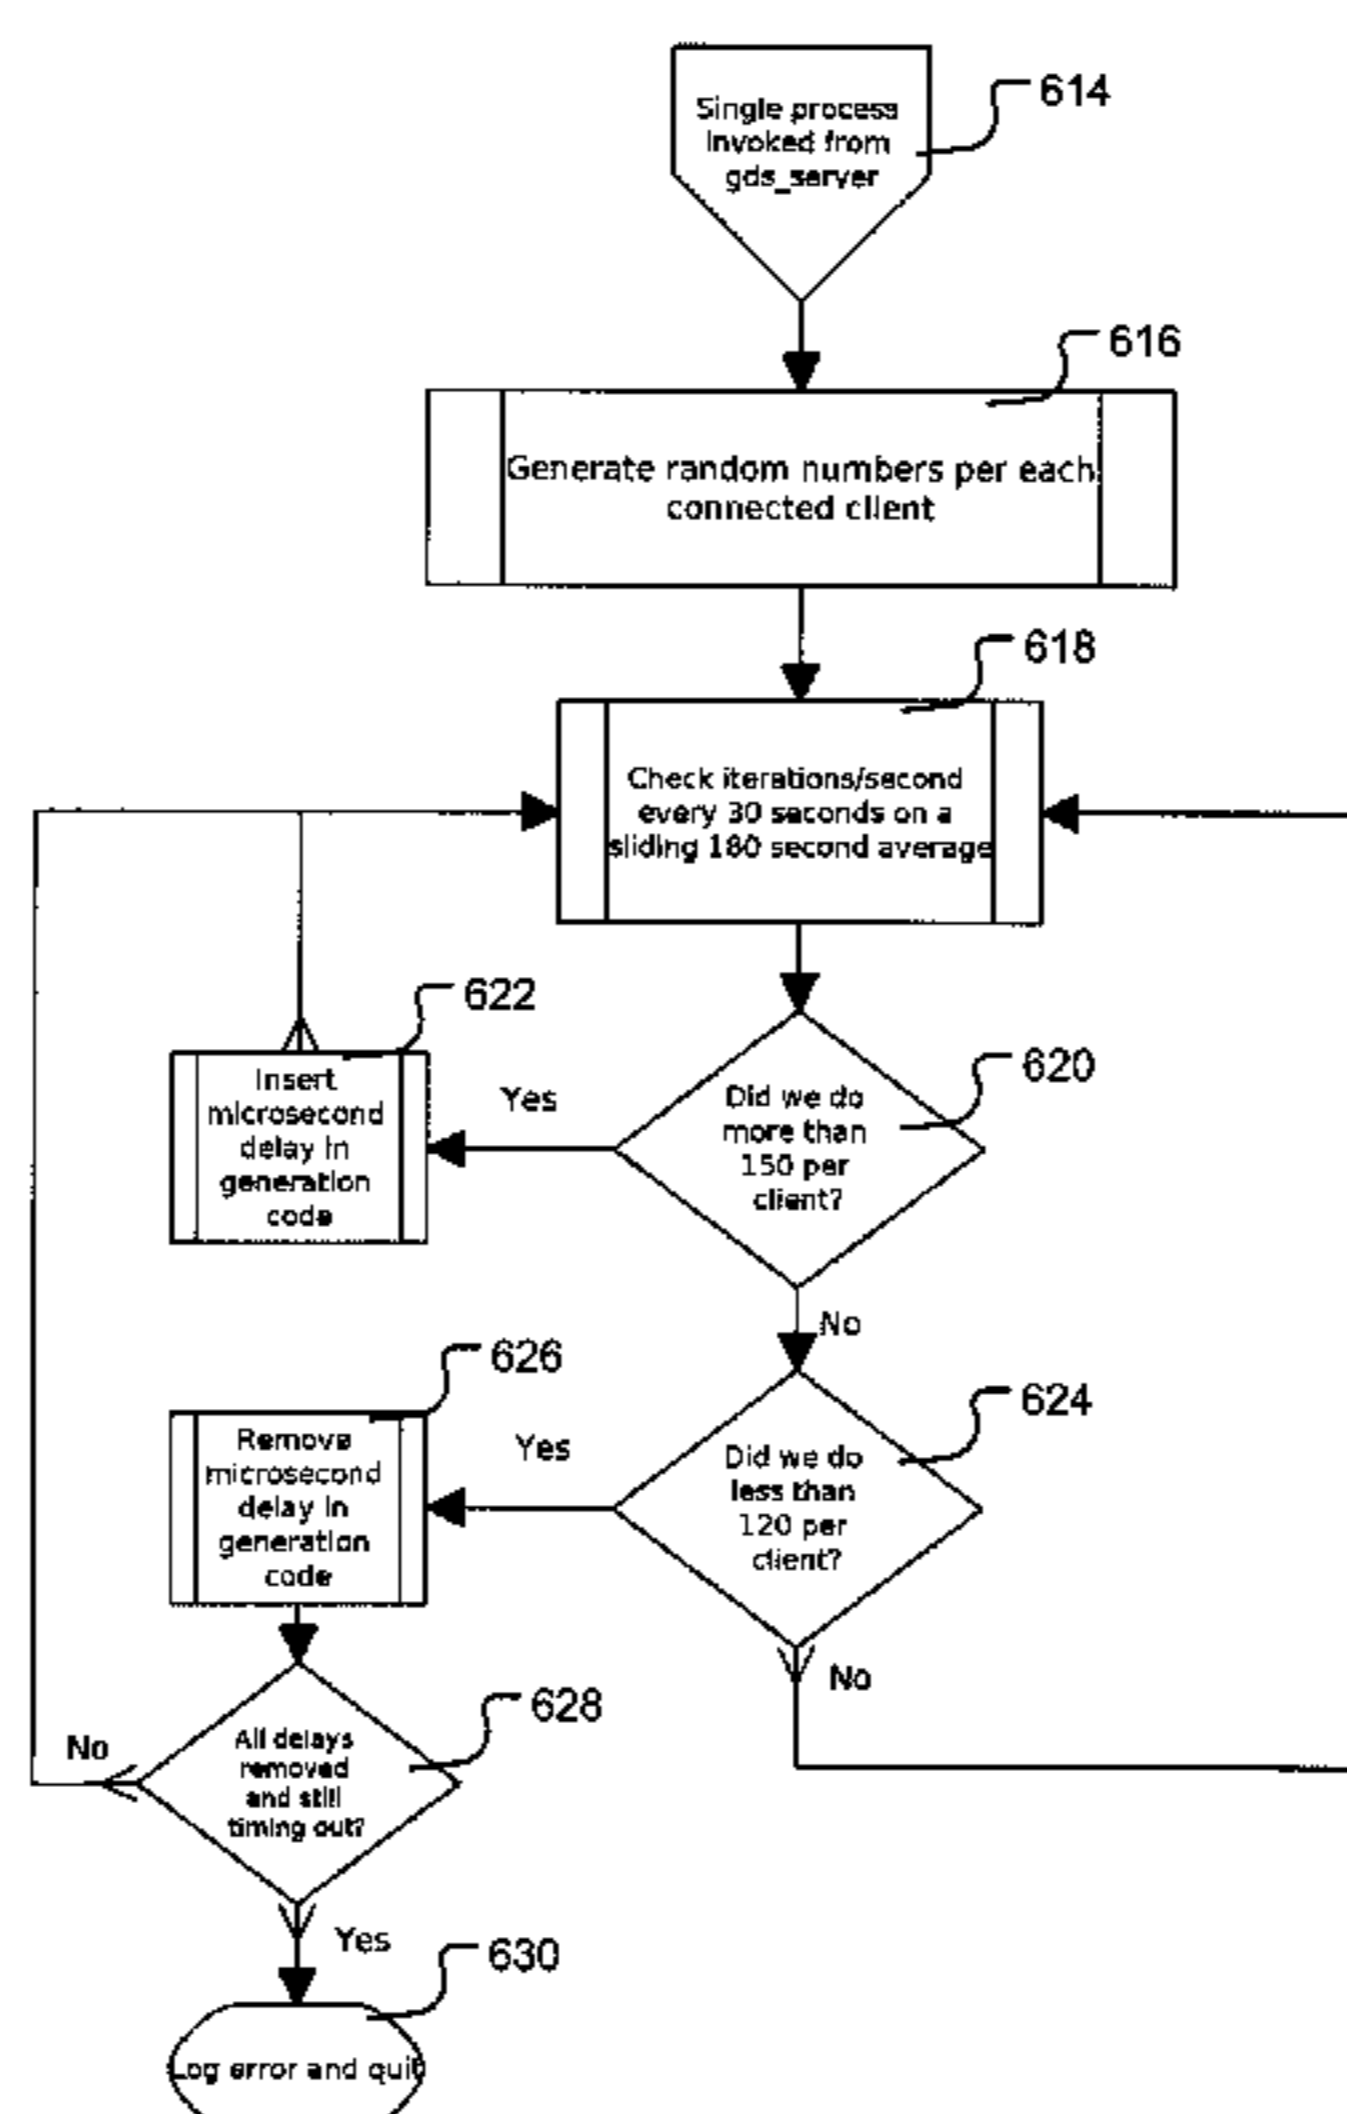 Single process
invoked from
gds_server
614
616
Generate random numbers per each
connected client
618
Check iterations/second
every 30 seconds on a
sliding 180 second average
622
Insert
microsecond
delay in
generation
code
Yes
620
Did we do
more than
150 per
client?
No
626
Remove
microsecond
delay in
generation
code
Yes
624
Did we do
less than
120 per
client?
No
628
All delays
removed
and still
timing out?
No
Yes
630
Log error and quit